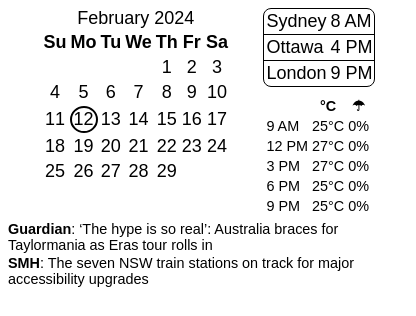 February 2024
Su Mo Tu We Th Fr Sa
1 2 3
4 5 6 7 8 9 10
11 12 13 14 15 16 17
18 19 20 21 22 23 24
25 26 27 28 29
Sydney 8 AM
Ottawa 4 PM
London 9 PM
°C ☂
9 AM 25°C 0%
12 PM 27°C 0%
3 PM 27°C 0%
6 PM 25°C 0%
9 PM 25°C 0%
Guardian: ‘The hype is so real’: Australia braces for
Taylormania as Eras tour rolls in
SMH: The seven NSW train stations on track for major
accessibility upgrades